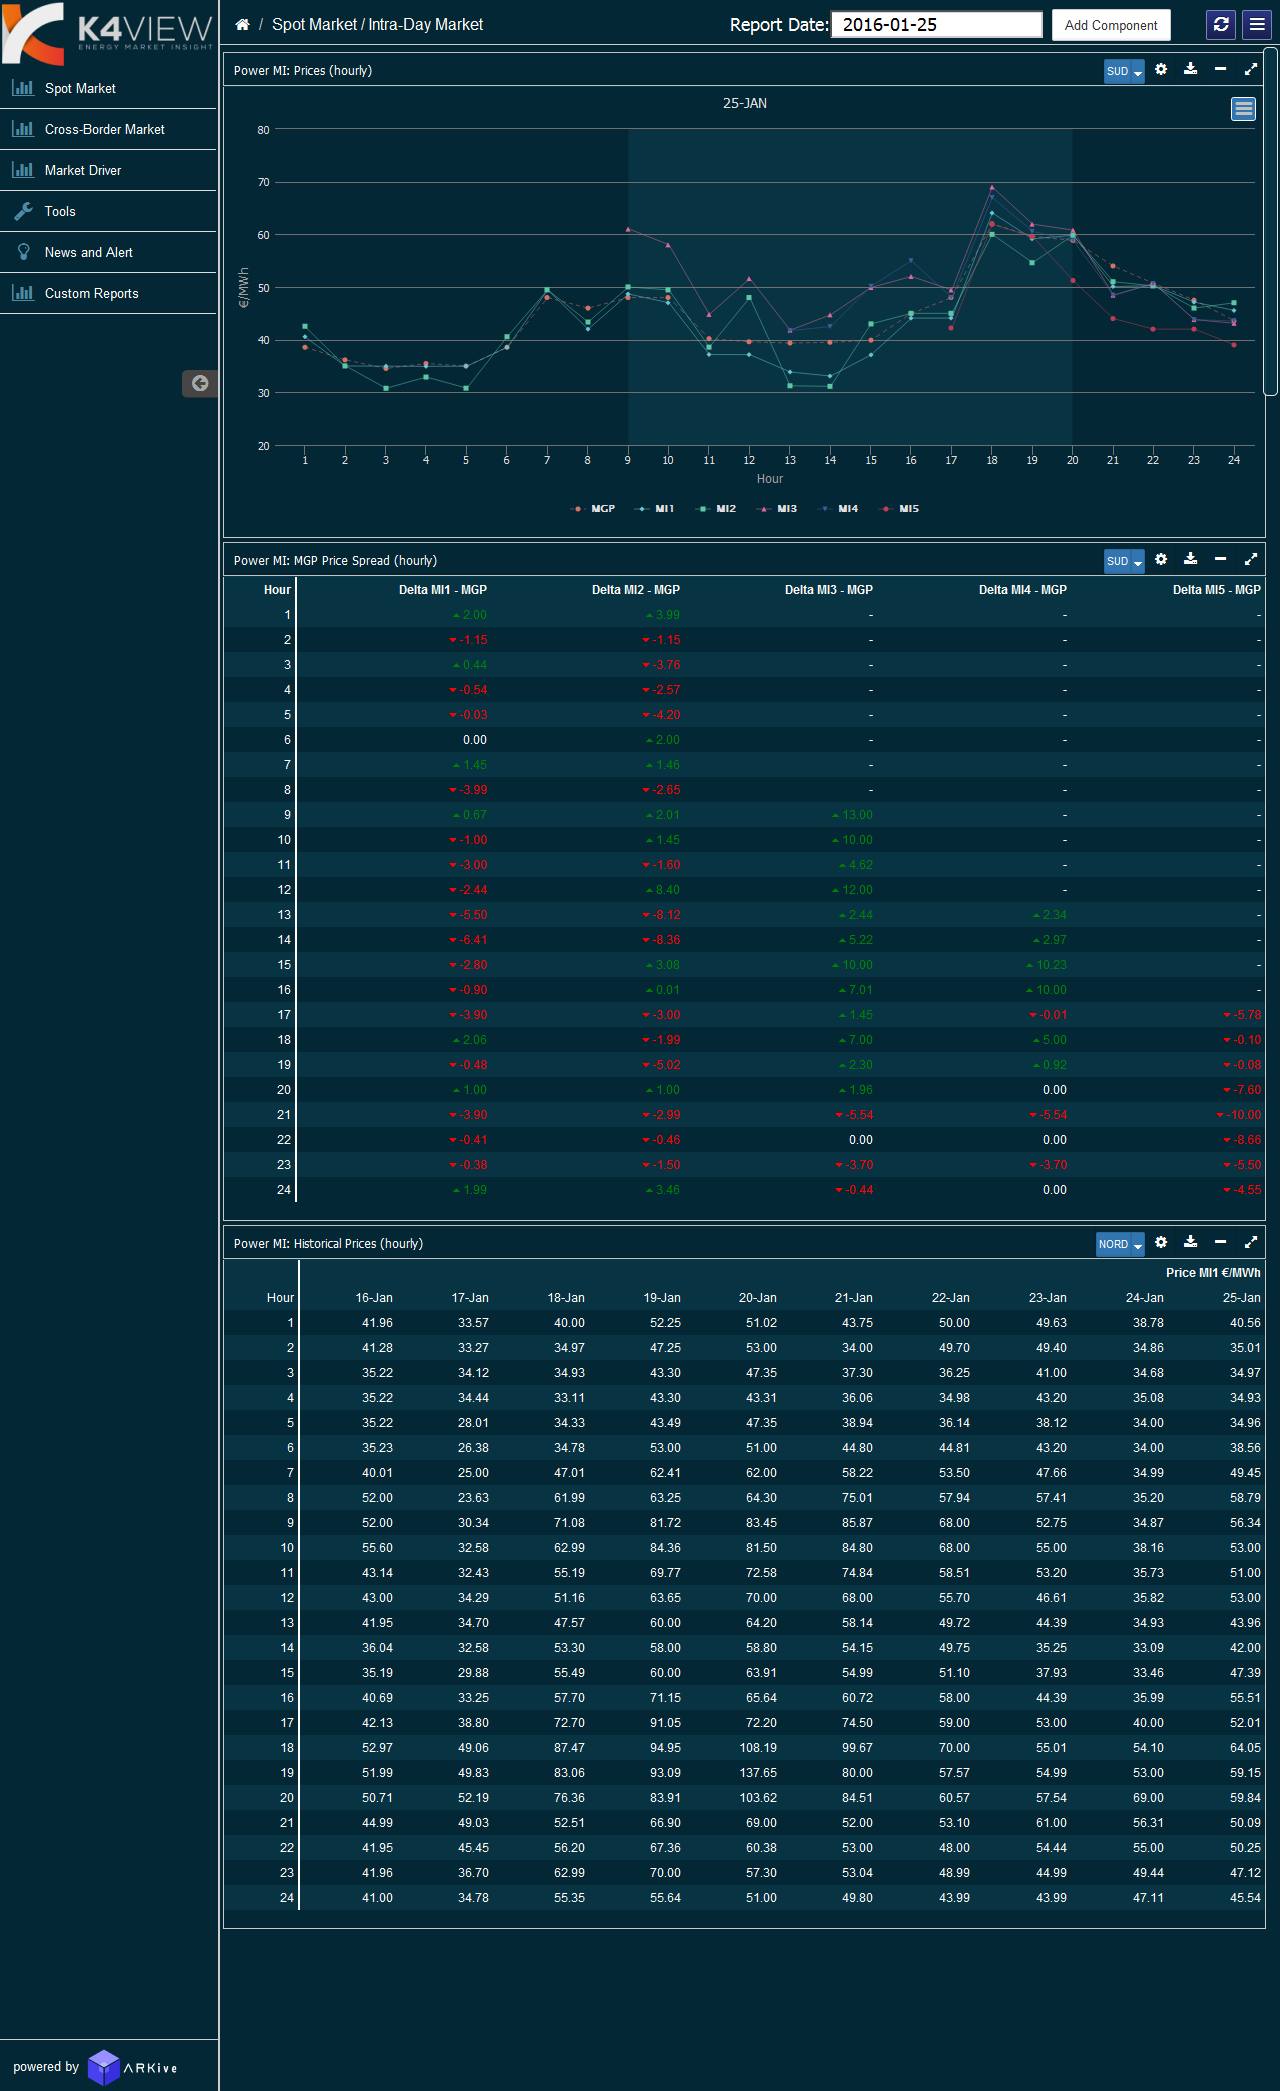 K4VIEW
ENERGY MARKET INSIGHT
/ Spot Market / Intra-Day Market Report Date: 2016-01-25 Add Component
Spot Market
Cross-Border Market
Market Driver
Tools
News and Alert
Custom Reports
Power MI: Prices (hourly) SUD
25-JAN
80
70
60
50
40
30
20
€/MWh
1 2 3 4 5 6 7 8 9 10 11 12 13 14 15 16 17 18 19 20 21 22 23 24
Hour
MGP MI1 MI2 MI3 MI4 MI5
Power MI: MGP Price Spread (hourly) SUD
Hour Delta MI1 - MGP Delta MI2 - MGP Delta MI3 - MGP Delta MI4 - MGP Delta MI5 - MGP
1 2.00 3.99 - - -
2 -1.15 -1.15 - - -
3 0.44 -3.76 - - -
4 -0.54 -2.57 - - -
5 -0.03 -4.20 - - -
6 0.00 2.00 - - -
7 1.45 1.46 - - -
8 -3.99 -2.65 - - -
9 0.67 2.01 13.00 - -
10 -1.00 1.45 10.00 - -
11 -3.00 -1.60 4.62 - -
12 -2.44 8.40 12.00 - -
13 -5.50 -8.12 2.44 2.34 -
14 -6.41 -8.36 5.22 2.97 -
15 -2.80 3.08 10.00 10.23 -
16 -0.90 0.01 7.01 10.00 -
17 -3.90 -3.00 1.45 -0.01 -5.78
18 2.06 -1.99 7.00 5.00 -0.10
19 -0.48 -5.02 2.30 0.92 -0.08
20 1.00 1.00 1.96 0.00 -7.60
21 -3.90 -2.99 -5.54 -5.54 -10.00
22 -0.41 -0.46 0.00 0.00 -8.66
23 -0.38 -1.50 -3.70 -3.70 -5.50
24 1.99 3.46 -0.44 0.00 -4.55
Power MI: Historical Prices (hourly) NORD
Price MI1 €/MWh
Hour 16-Jan 17-Jan 18-Jan 19-Jan 20-Jan 21-Jan 22-Jan 23-Jan 24-Jan 25-Jan
1 41.96 33.57 40.00 52.25 51.02 43.75 50.00 49.63 38.78 40.56
2 41.28 33.27 34.97 47.25 53.00 34.00 49.70 49.40 34.86 35.01
3 35.22 34.12 34.93 43.30 47.35 37.30 36.25 41.00 34.68 34.97
4 35.22 34.44 33.11 43.30 43.31 36.06 34.98 43.20 35.08 34.93
5 35.22 28.01 34.33 43.49 47.35 38.94 36.14 38.12 34.00 34.96
6 35.23 26.38 34.78 53.00 51.00 44.80 44.81 43.20 34.00 38.56
7 40.01 25.00 47.01 62.41 62.00 58.22 53.50 47.66 34.99 49.45
8 52.00 23.63 61.99 63.25 64.30 75.01 57.94 57.41 35.20 58.79
9 52.00 30.34 71.08 81.72 83.45 85.87 68.00 52.75 34.87 56.34
10 55.60 32.58 62.99 84.36 81.50 84.80 68.00 55.00 38.16 53.00
11 43.14 32.43 55.19 69.77 72.58 74.84 58.51 53.20 35.73 51.00
12 43.00 34.29 51.16 63.65 70.00 68.00 55.70 46.61 35.82 53.00
13 41.95 34.70 47.57 60.00 64.20 58.14 49.72 44.39 34.93 43.96
14 36.04 32.58 53.30 58.00 58.80 54.15 49.75 35.25 33.09 42.00
15 35.19 29.88 55.49 60.00 63.91 54.99 51.10 37.93 33.46 47.39
16 40.69 33.25 57.70 71.15 65.64 60.72 58.00 44.39 35.99 55.51
17 42.13 38.80 72.70 91.05 72.20 74.50 59.00 53.00 40.00 52.01
18 52.97 49.06 87.47 94.95 108.19 99.67 70.00 55.01 54.10 64.05
19 51.99 49.83 83.06 93.09 137.65 80.00 57.57 54.99 53.00 59.15
20 50.71 52.19 76.36 83.91 103.62 84.51 60.57 57.54 69.00 59.84
21 44.99 49.03 52.51 66.90 69.00 52.00 53.10 61.00 56.31 50.09
22 41.95 45.45 56.20 67.36 60.38 53.00 48.00 54.44 55.00 50.25
23 41.96 36.70 62.99 70.00 57.30 53.04 48.99 44.99 49.44 47.12
24 41.00 34.78 55.35 55.64 51.00 49.80 43.99 43.99 47.11 45.54
powered by ARKive